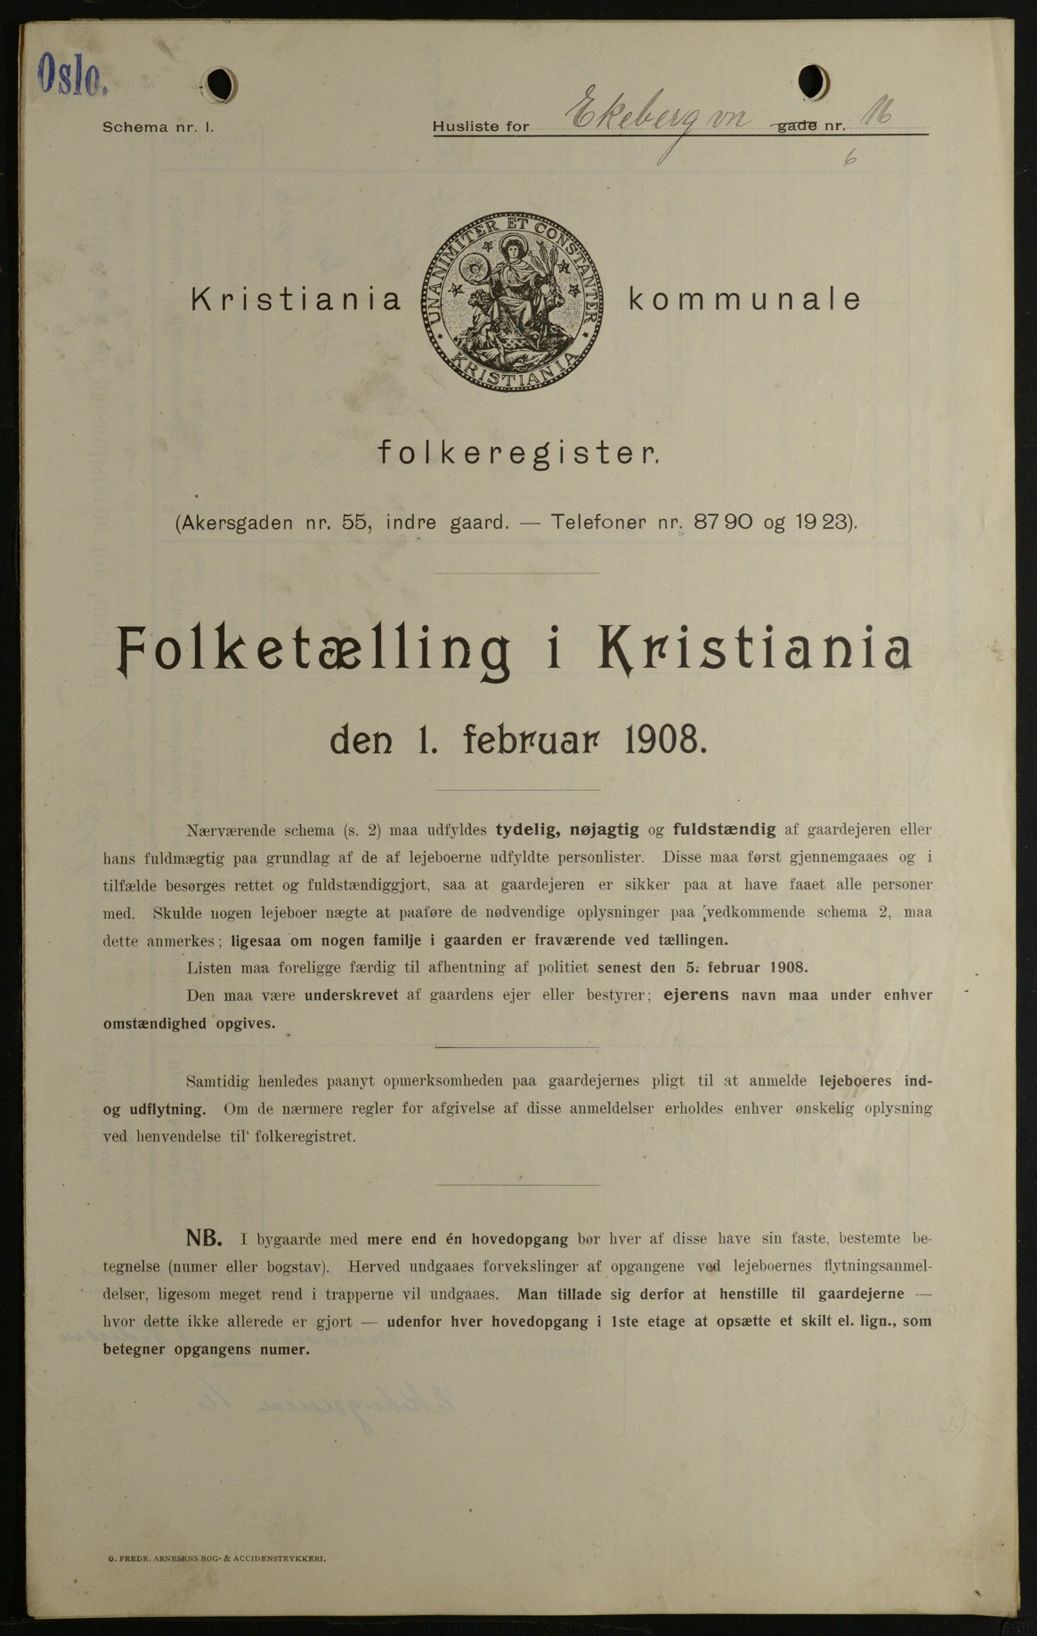 Oslo.
Schema nr. 1.
Husliste for Ekeberg vn gade nr. 16
6
UNANIMITER ET CONSTANTER
KRISTIANIA
Kristiania kommunale
folkeregister.
(Akersgaden nr. 55, indre gaard. — Telefoner nr. 87 90 og 19 23).
Folketælling i Kristiania
den 1. februar 1908.
Nærværende schema (s. 2) maa udfyldes tydelig, nøjagtig og fuldstændig af gaardejeren eller
hans fuldmægtig paa grundlag af de af lejeboerne udfyldte personlister. Disse maa først gjennemgaaes og i
tilfælde besørges rettet og fuldstændiggjort, saa at gaardejeren er sikker paa at have faaet alle personer
med. Skulde nogen lejeboer nægte at paaføre de nødvendige oplysninger paa vedkommende schema 2, maa
dette anmerkes; ligesaa om nogen familje i gaarden er fraværende ved tællingen.
Listen maa foreligge færdig til afhentning af politiet senest den 5. februar 1908.
Den maa være underskrevet af gaardens ejer eller bestyrer; ejerens navn maa under enhver
omstændighed opgives.
Samtidig henledes paanyt opmerksomheden paa gaardejernes pligt til at anmelde lejeboeres ind-
og udflytning. Om de nærmere regler for afgivelse af disse anmeldelser erholdes enhver ønskelig oplysning
ved henvendelse til folkeregistret.
NB. I bygaarde med mere end én hovedopgang bør hver af disse have sin faste, bestemte be-
tegnelse (numer eller bogstav). Herved undgaaes forvekslinger af opgangene ved lejeboernes flytningsanmel-
delser, ligesom meget rend i trapperne vil undgaaes. Man tillade sig derfor at henstille til gaardejerne —
hvor dette ikke allerede er gjort — udenfor hver hovedopgang i 1ste etage at opsætte et skilt el. lign., som
betegner opgangens numer.
O. FREDR. ARNESENS BOG- & ACCIDENSTRYKKERI.